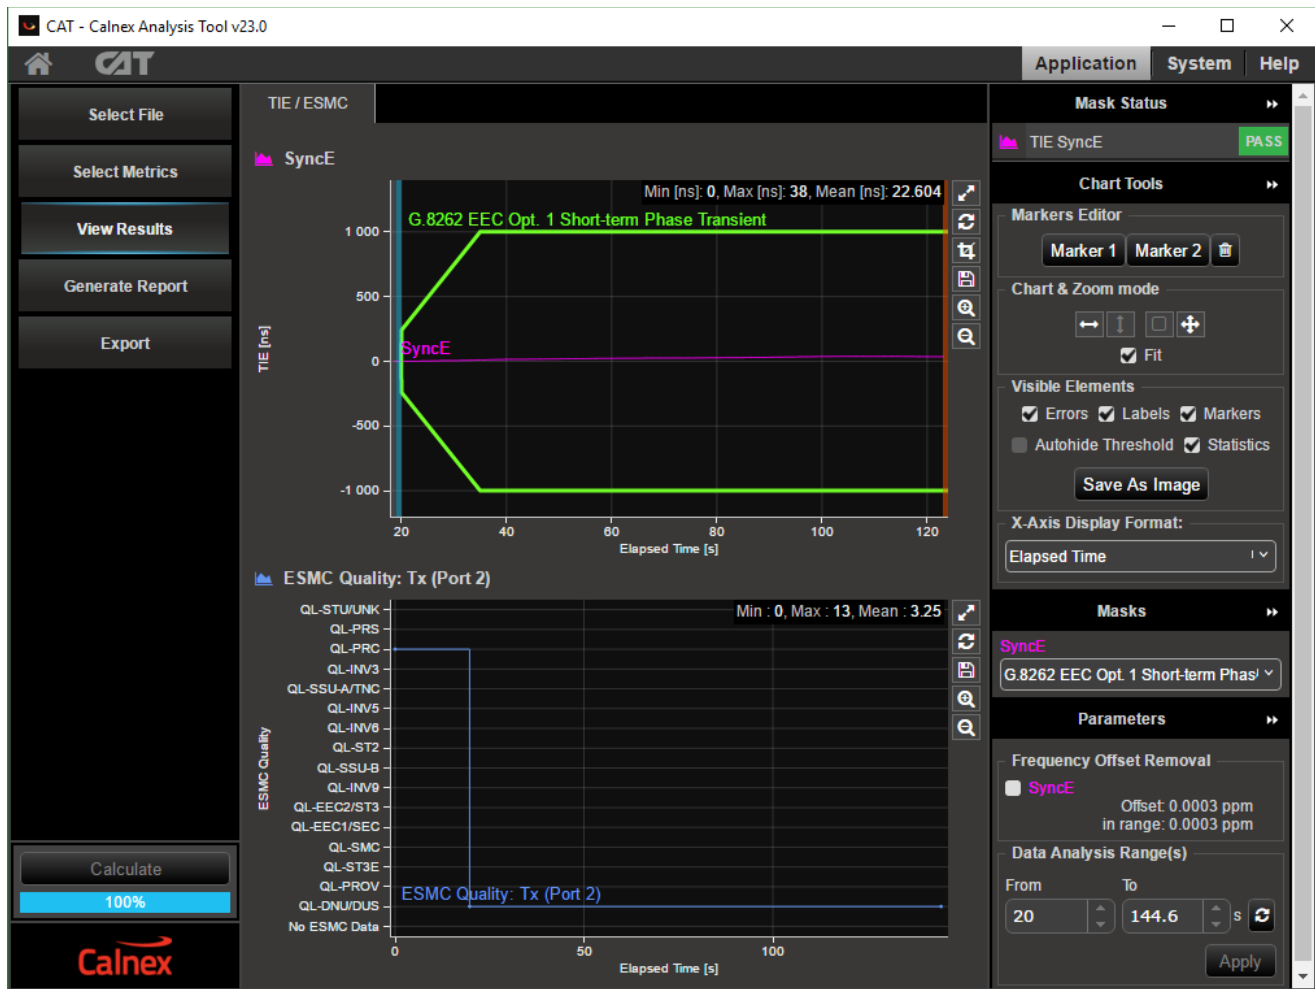 CAT - Calnex Analysis Tool v23.0
CAT
Application
System
Help
Select File
Select Metrics
View Results
Generate Report
Export
Calculate
100%
Calnex
TIE / ESMC
SyncE
Min [ns]: 0, Max [ns]: 38, Mean [ns]: 22.604
G.8262 EEC Opt. 1 Short-term Phase Transient
1 000
500
0
-500
-1 000
TIE [ns]
SyncE
20 40 60 80 100 120
Elapsed Time [s]
ESMC Quality: Tx (Port 2)
Min : 0, Max : 13, Mean : 3.25
QL-STU/UNK
QL-PRS
QL-PRC
QL-INV3
QL-SSU-A/TNC
QL-INV5
QL-INV6
QL-ST2
QL-SSU-B
QL-INV9
QL-EEC2/ST3
QL-EEC1/SEC
QL-SMC
QL-ST3E
QL-PROV
QL-DNU/DUS
No ESMC Data
ESMC Quality
ESMC Quality: Tx (Port 2)
0 50 100
Elapsed Time [s]
Mask Status
TIE SyncE
PASS
Chart Tools
Markers Editor
Marker 1
Marker 2
Chart & Zoom mode
Fit
Visible Elements
Errors
Labels
Markers
Autohide Threshold
Statistics
Save As Image
X-Axis Display Format:
Elapsed Time
Masks
SyncE
G.8262 EEC Opt. 1 Short-term Phas
Parameters
Frequency Offset Removal
SyncE
Offset: 0.0003 ppm
in range: 0.0003 ppm
Data Analysis Range(s)
From
To
20
144.6
s
Apply